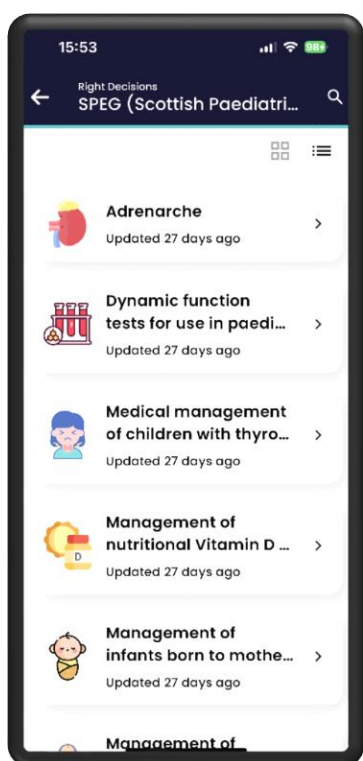 15:53
98
Right Decisions
SPEG (Scottish Paediatri...
Adrenarche
Updated 27 days ago
Dynamic function
tests for use in paedi...
Updated 27 days ago
Medical management
of children with thyro...
Updated 27 days ago
Management of
nutritional Vitamin D ...
D
Updated 27 days ago
Management of
infants born to mothe...
Updated 27 days ago
Management of